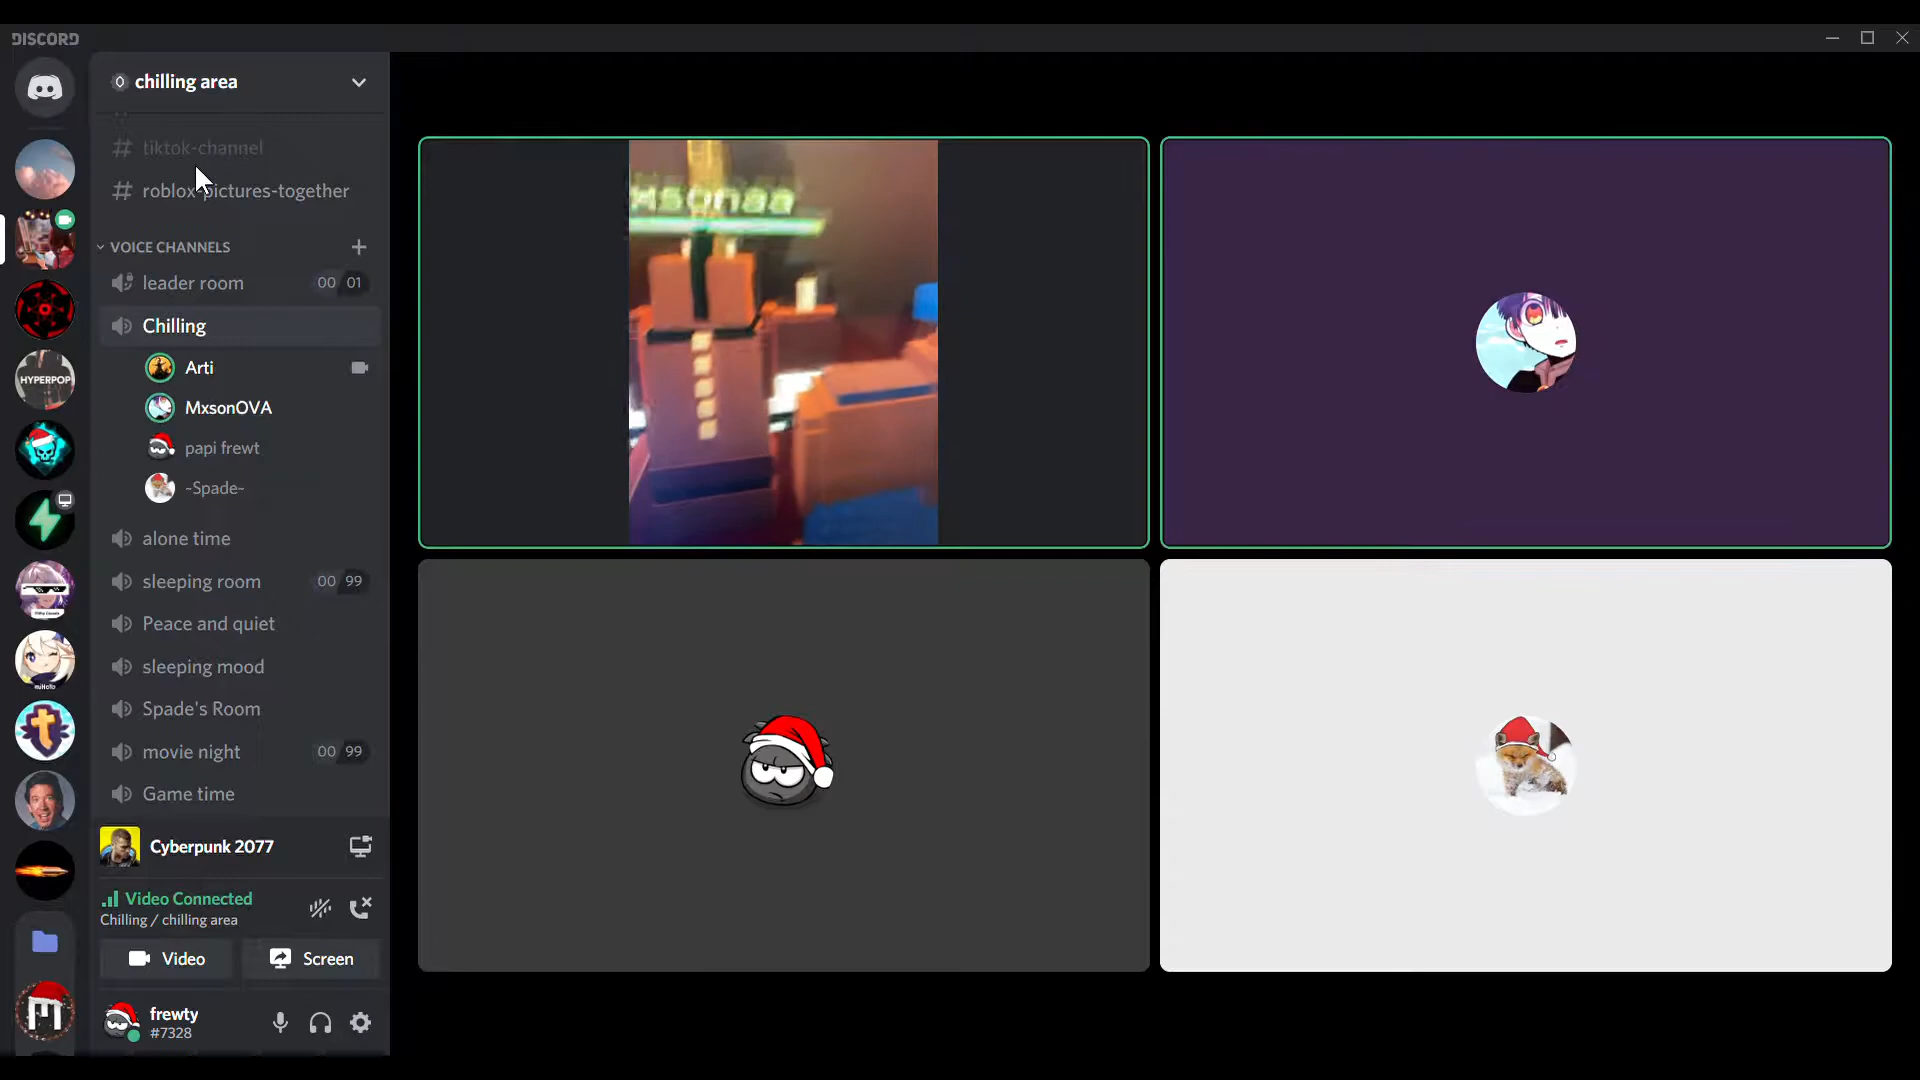 DISCORD
chilling area
tiktok-channel
roblox-pictures-together
VOICE CHANNELS
leader room 00 01
Chilling
Arti
MxsonOVA
papi frewt
-Spade-
alone time
sleeping room 00 99
Peace and quiet
sleeping mood
Spade's Room
movie night 00 99
Game time
HYPERPOP
miHoYo
Cyberpunk 2077
Video Connected
Chilling / chilling area
Video
Screen
frewty
#7328